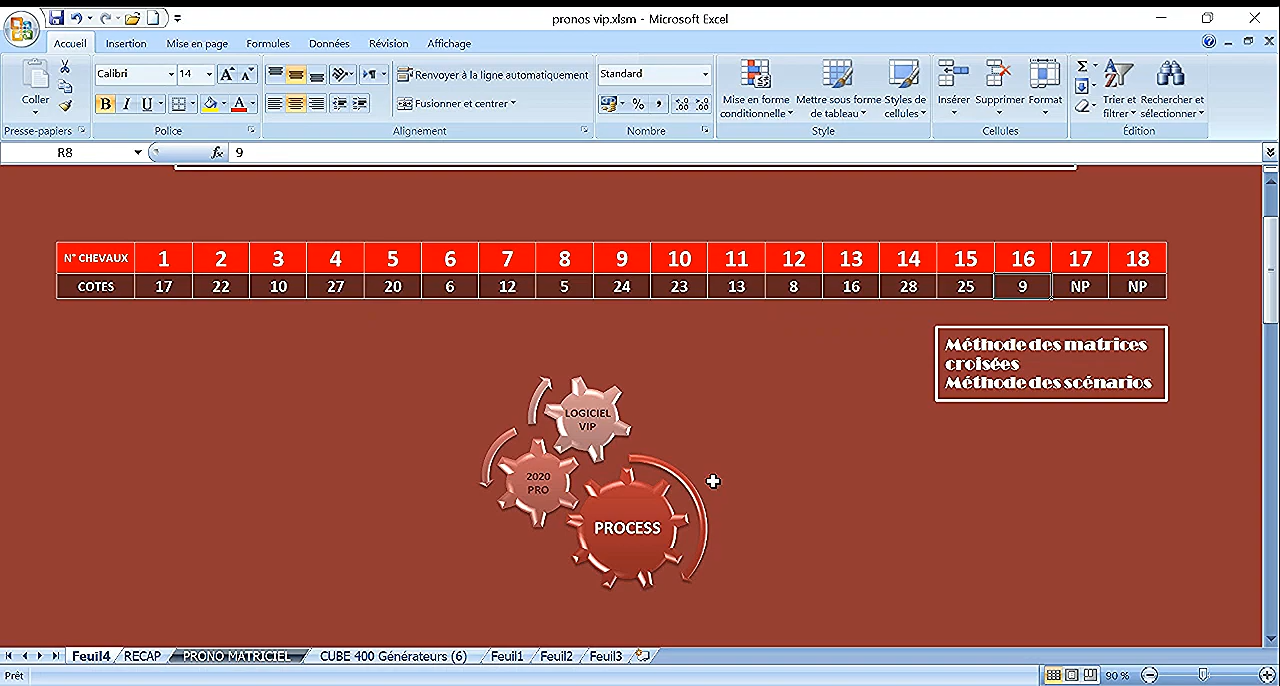 pronos vip.xlsm - Microsoft Excel
Accueil Insertion Mise en page Formules Données Révision Affichage
Coller
Calibri 14
G I U
Renvoyer à la ligne automatiquement
Fusionner et centrer
Standard
% 
Mise en forme conditionnelle
Mettre sous forme de tableau
Styles de cellules
Insérer Supprimer Format
Σ
Trier et filtrer
Rechercher et sélectionner
Presse-papiers Police Alignement Nombre Style Cellules Édition
R8 fx 9
N° CHEVAUX 1 2 3 4 5 6 7 8 9 10 11 12 13 14 15 16 17 18
COTES 17 22 10 27 20 6 12 5 24 23 13 8 16 28 25 9 NP NP
Méthode des matrices
croisées
Méthode des scénarios
LOGICIEL
VIP
2020
PRO
PROCESS
Feuil4 RECAP PRONO MATRICIEL CUBE 400 Générateurs (6) Feuil1 Feuil2 Feuil3
Prêt 90 %